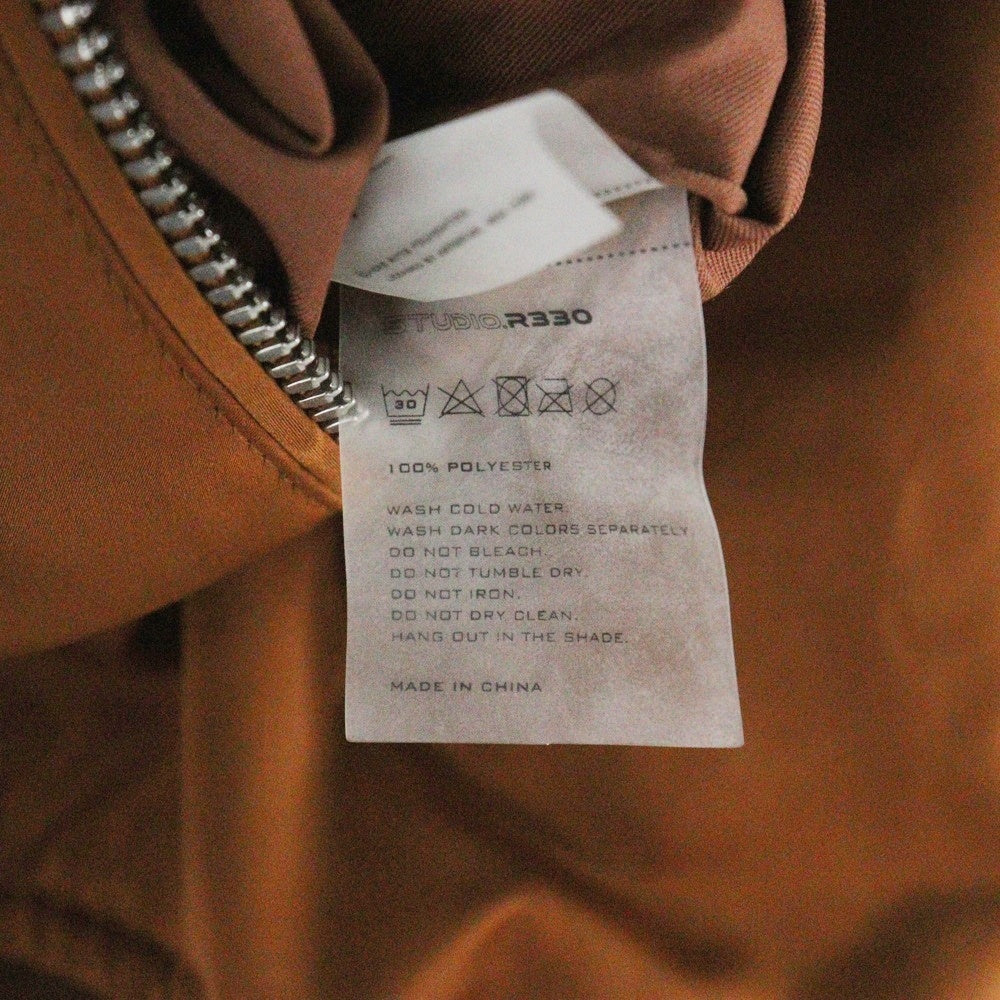 STUDIO.R330
30
100% POLYESTER
WASH COLD WATER.
WASH DARK COLORS SEPARATELY
DO NOT BLEACH.
DO NOT TUMBLE DRY.
DO NOT IRON.
DO NOT DRY CLEAN.
HANG OUT IN THE SHADE.
MADE IN CHINA